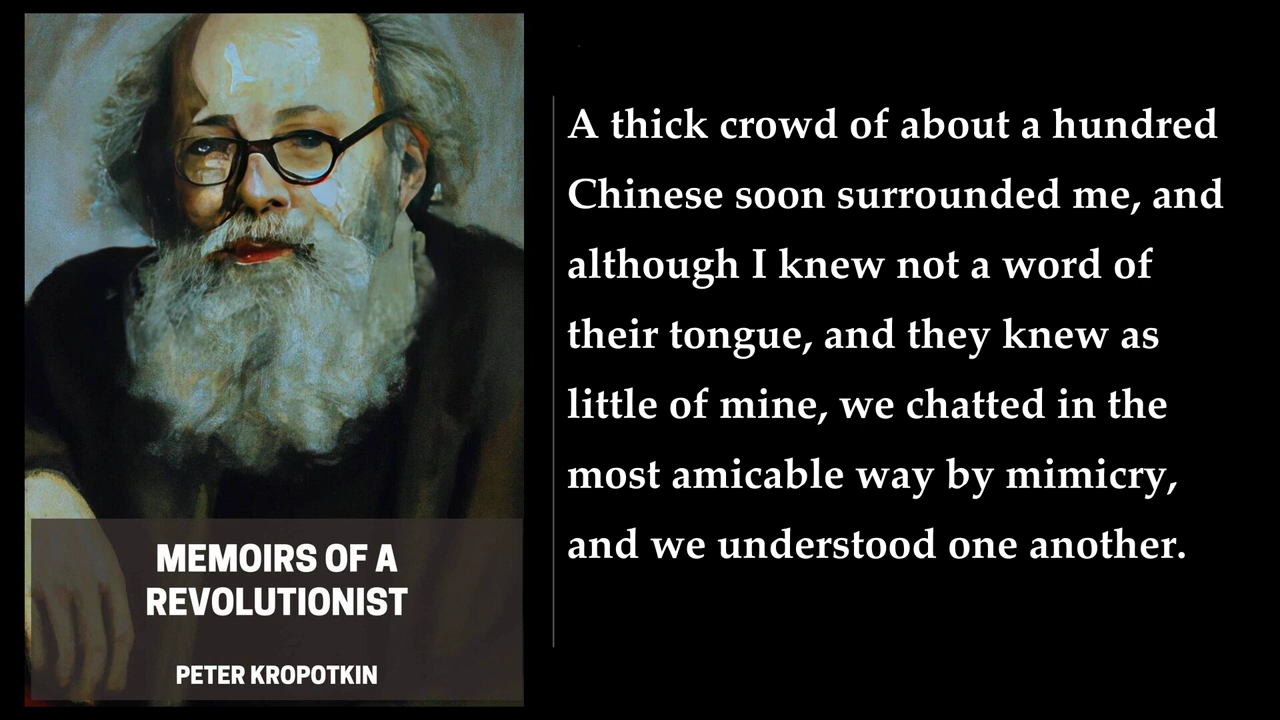 MEMOIRS OF A
REVOLUTIONIST
PETER KROPOTKIN
A thick crowd of about a hundred
Chinese soon surrounded me, and
although I knew not a word of
their tongue, and they knew as
little of mine, we chatted in the
most amicable way by mimicry,
and we understood one another.